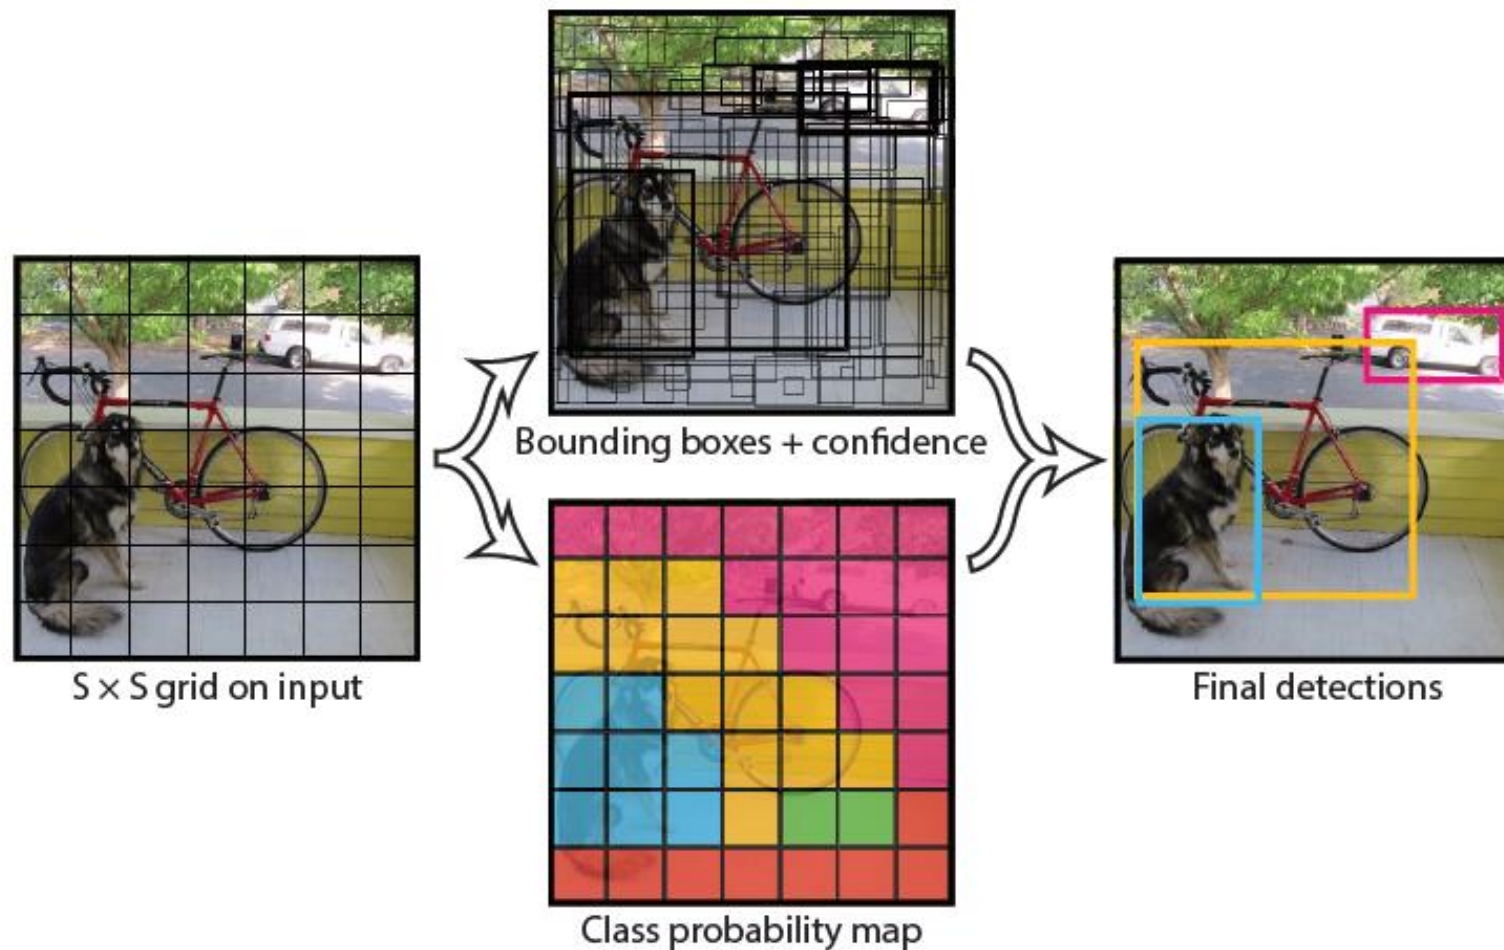 Bounding boxes + confidence
S × S grid on input
Final detections
Class probability map